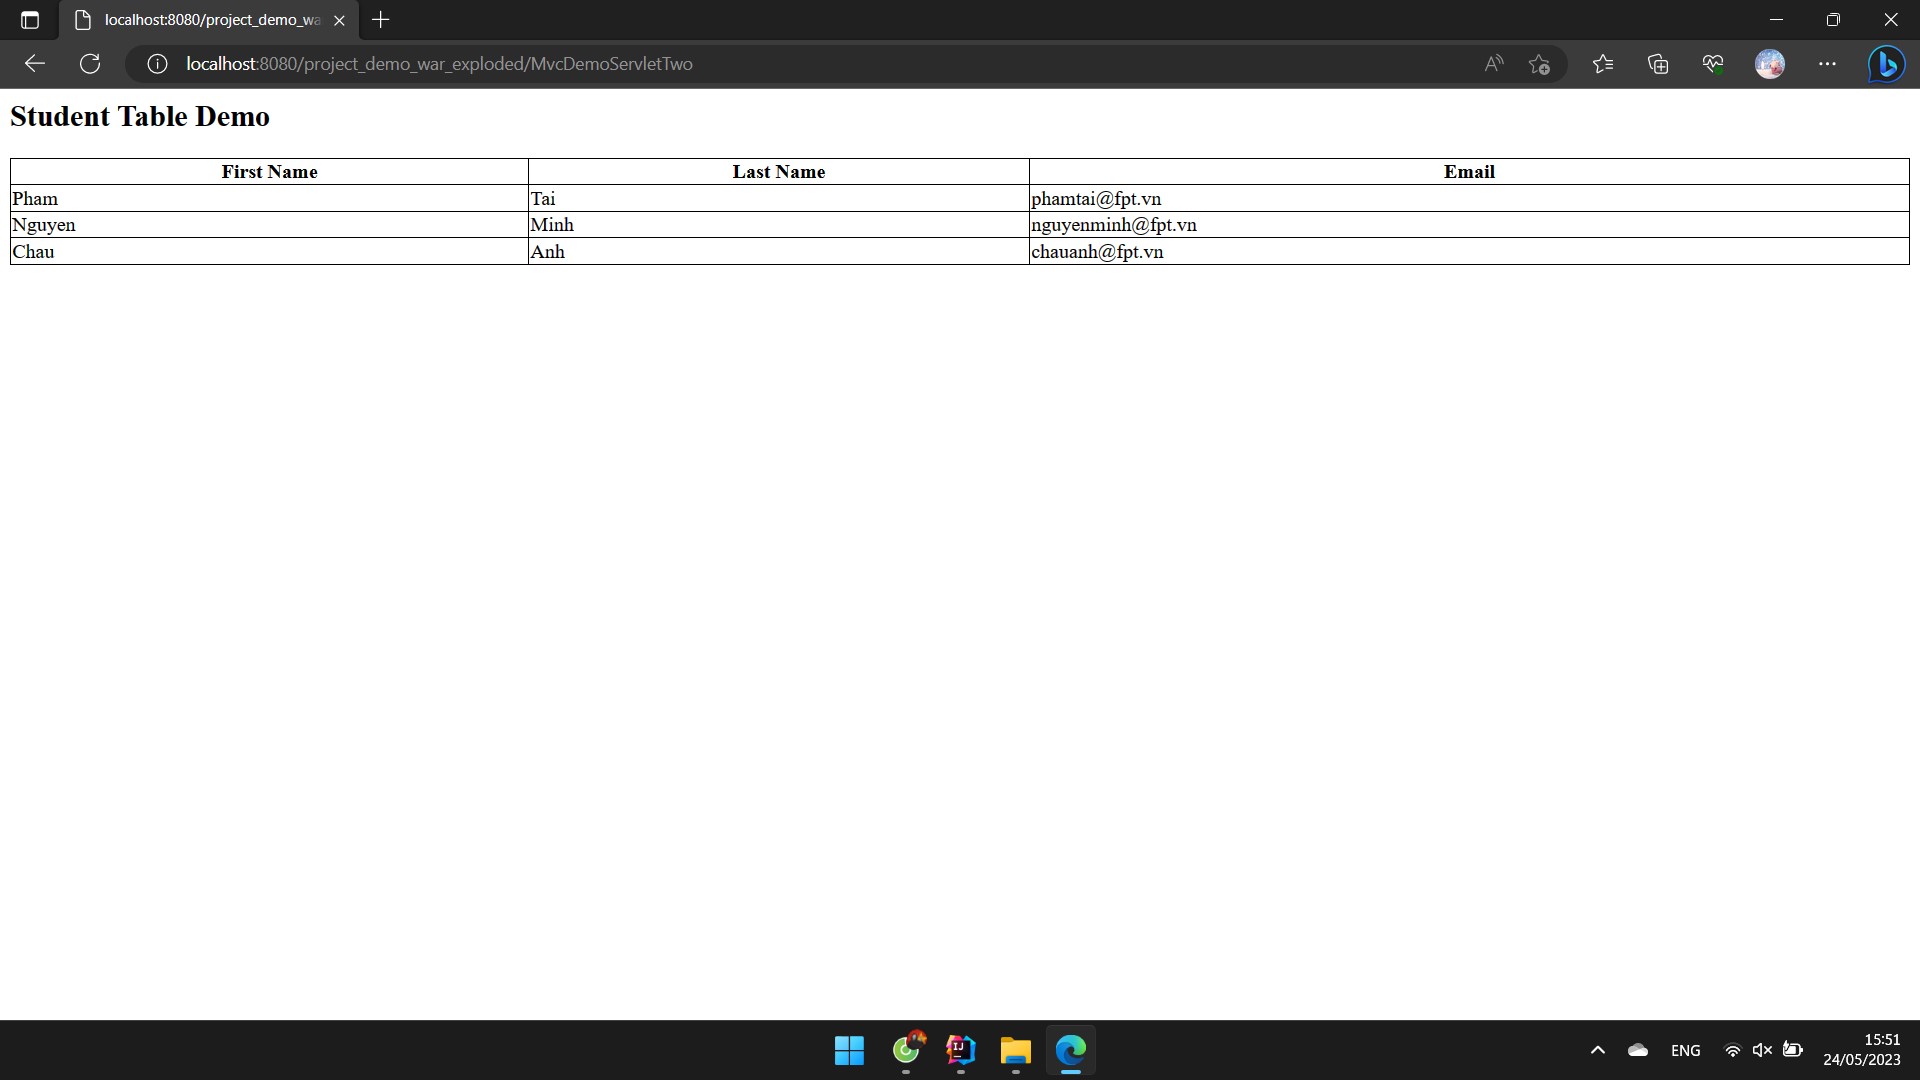 localhost:8080/project_demo_wa
localhost:8080/project_demo_war_exploded/MvcDemoServletTwo
Student Table Demo
First Name Last Name Email
Pham Tai phamtai@fpt.vn
Nguyen Minh nguyenminh@fpt.vn
Chau Anh chauanh@fpt.vn
ENG
15:51
24/05/2023